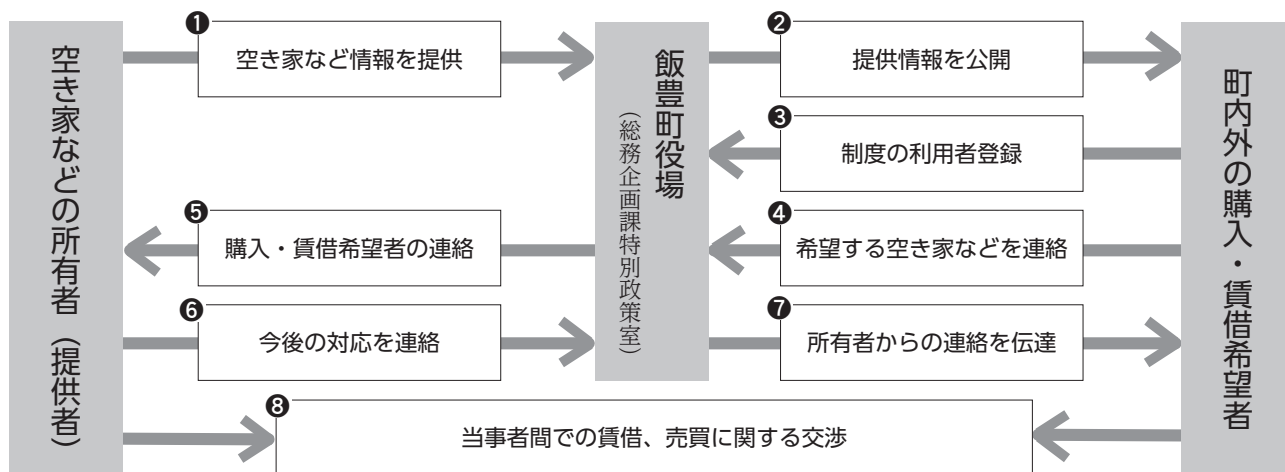 空き家などの所有者（提供者）
❶
空き家など情報を提供
飯豊町役場
（総務企画課特別政策室）
❷
提供情報を公開
町内外の購入・賃借希望者
❸
制度の利用者登録
❹
希望する空き家などを連絡
❺
購入・賃借希望者の連絡
❻
今後の対応を連絡
❼
所有者からの連絡を伝達
❽
当事者間での賃借、売買に関する交渉